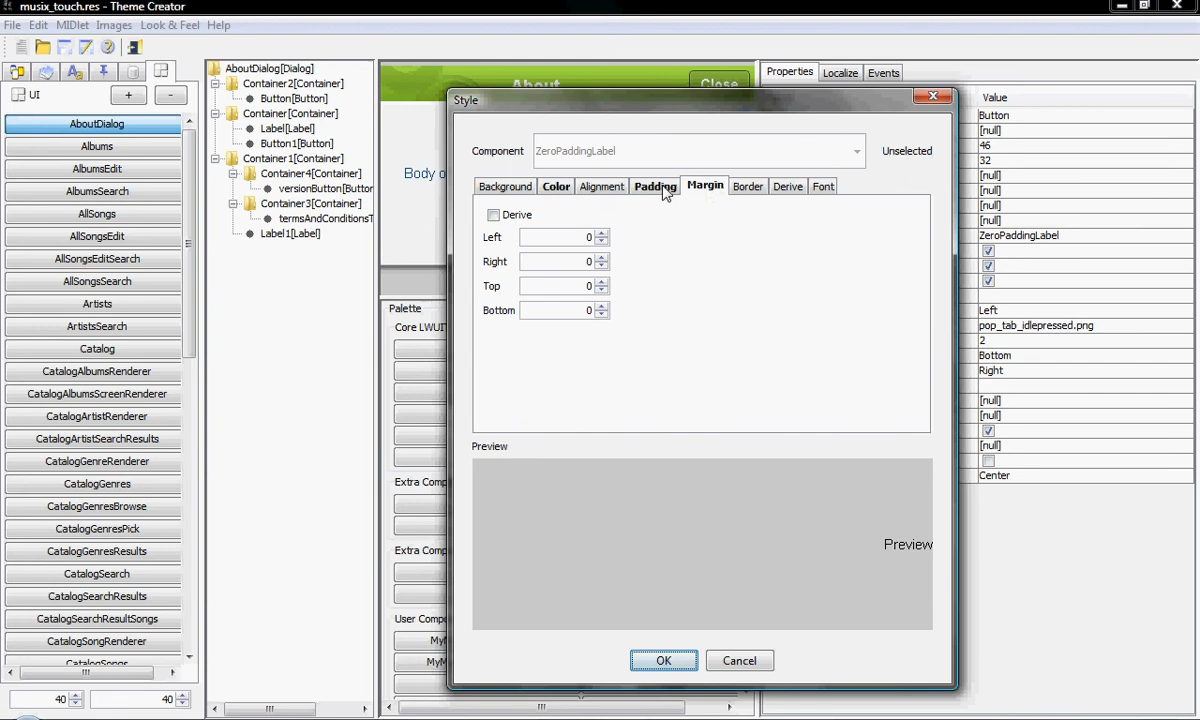 musix_touch.res - Theme Creator
File Edit MIDlet Images Look & Feel Help
UI
+
-
AboutDialog
Albums
AlbumsEdit
AlbumsSearch
AllSongs
AllSongsEdit
AllSongsEditSearch
AllSongsSearch
Artists
ArtistsSearch
Catalog
CatalogAlbumsRenderer
CatalogAlbumsScreenRenderer
CatalogArtistRenderer
CatalogArtistSearchResults
CatalogGenreRenderer
CatalogGenres
CatalogGenresBrowse
CatalogGenresPick
CatalogGenresResults
CatalogSearch
CatalogSearchResults
CatalogSearchResultSongs
CatalogSongRenderer
CatalogSongs
40
40
AboutDialog[Dialog]
Container2[Container]
Button[Button]
Container[Container]
Label[Label]
Button1[Button]
Container1[Container]
Container4[Container]
versionButton[Button
Container3[Container]
termsAndConditionsT
Label1[Label]
About
Close
Body o
Palette
Core LWUIT
Extra Comp
Extra Comp
User Compo
MyM
MyM
Style
Component
ZeroPaddingLabel
Unselected
Background Color Alignment Padding Margin Border Derive Font
Derive
Left 0
Right 0
Top 0
Bottom 0
Preview
Preview
OK
Cancel
Properties Localize Events
Value
Button
[null]
46
32
[null]
[null]
[null]
[null]
ZeroPaddingLabel
Left
pop_tab_idlepressed.png
2
Bottom
Right
[null]
[null]
[null]
Center